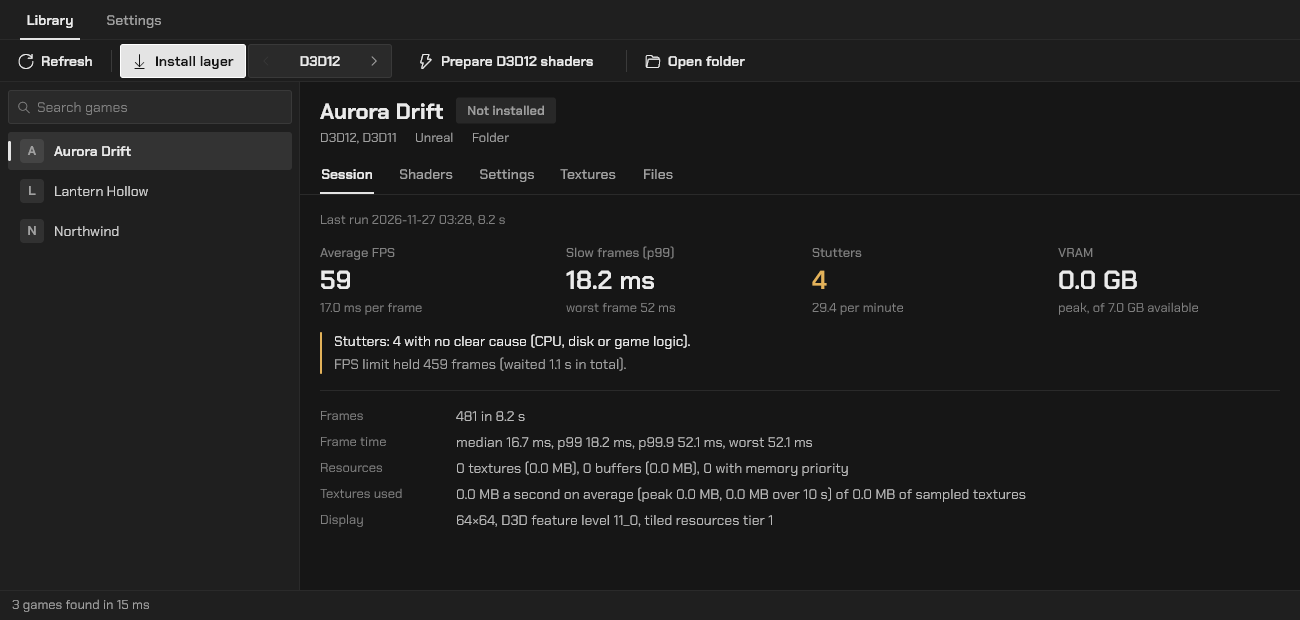 Library Settings
Refresh Install layer D3D12 Prepare D3D12 shaders Open folder
Search games
A Aurora Drift
L Lantern Hollow
N Northwind
Aurora Drift Not installed
D3D12, D3D11 Unreal Folder
Session Shaders Settings Textures Files
Last run 2026-11-27 03:28, 8.2 s
Average FPS Slow frames (p99) Stutters VRAM
59 18.2 ms 4 0.0 GB
17.0 ms per frame worst frame 52 ms 29.4 per minute peak, of 7.0 GB available
Stutters: 4 with no clear cause (CPU, disk or game logic).
FPS limit held 459 frames (waited 1.1 s in total).
Frames 481 in 8.2 s
Frame time median 16.7 ms, p99 18.2 ms, p99.9 52.1 ms, worst 52.1 ms
Resources 0 textures (0.0 MB), 0 buffers (0.0 MB), 0 with memory priority
Textures used 0.0 MB a second on average (peak 0.0 MB, 0.0 MB over 10 s) of 0.0 MB of sampled textures
Display 64×64, D3D feature level 11_0, tiled resources tier 1
3 games found in 15 ms